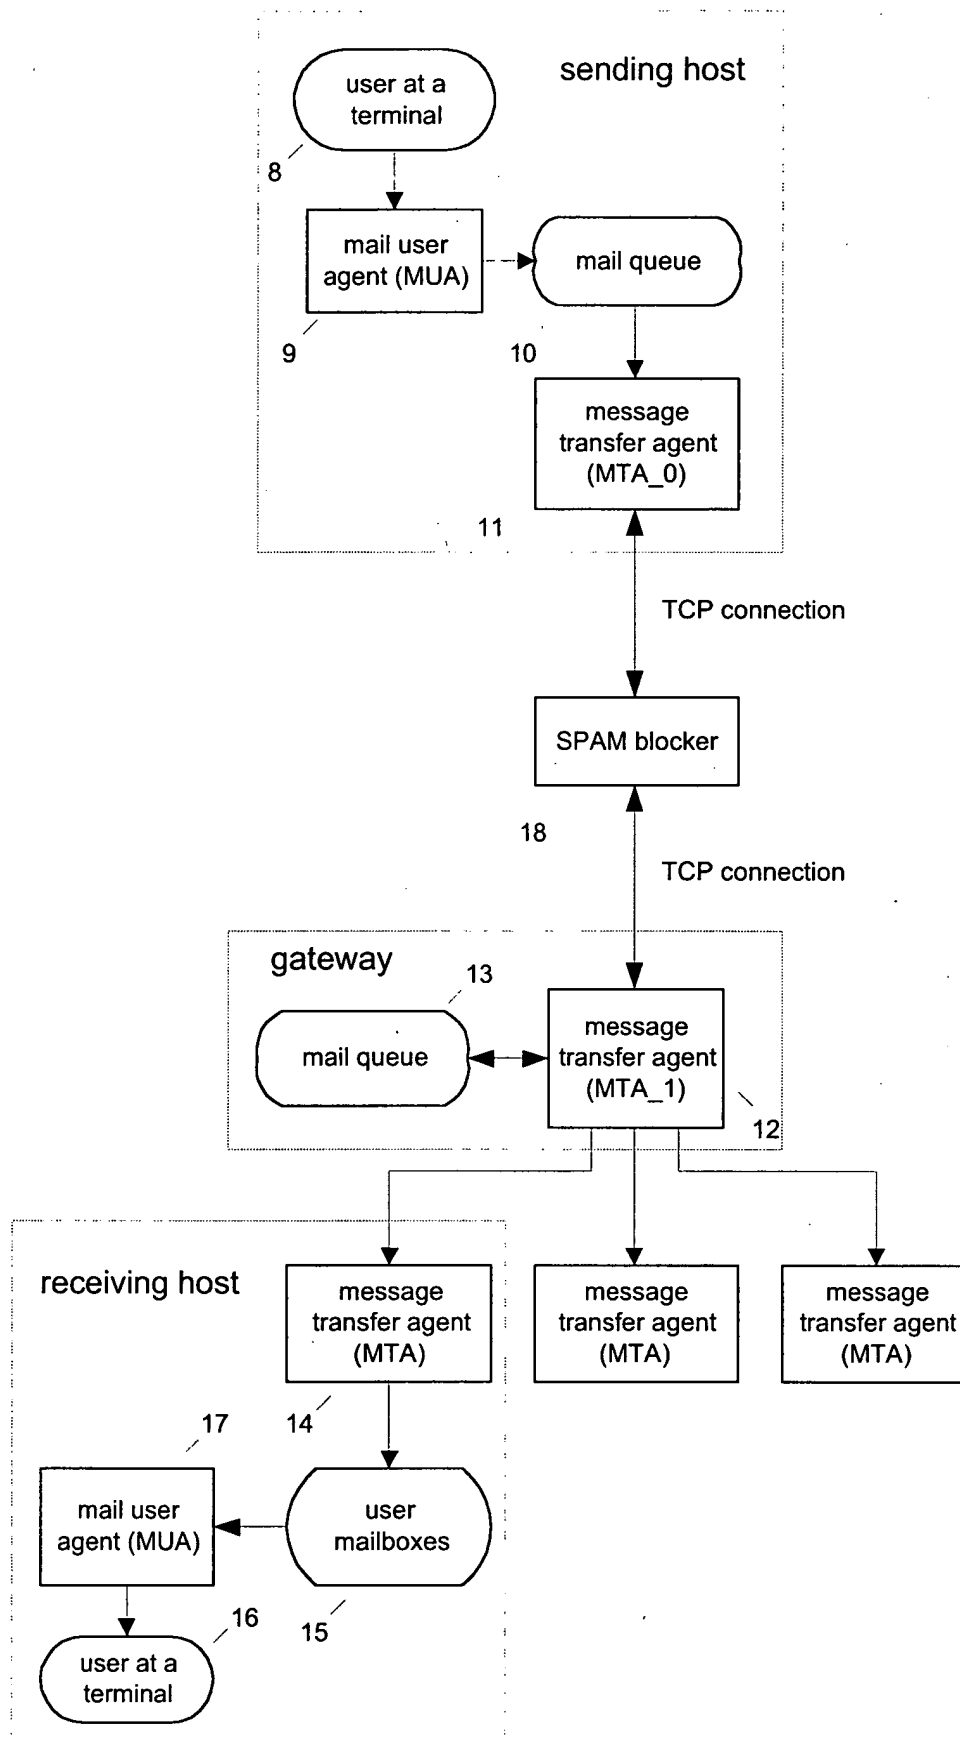 sending host
user at a
terminal
8
mail user
agent (MUA)
9
mail queue
10
message
transfer agent
(MTA_0)
11
TCP connection
SPAM blocker
18
TCP connection
gateway
13
mail queue
message
transfer agent
(MTA_1)
12
receiving host
message
transfer agent
(MTA)
14
message
transfer agent
(MTA)
message
transfer agent
(MTA)
17
mail user
agent (MUA)
user
mailboxes
15
16
user at a
terminal